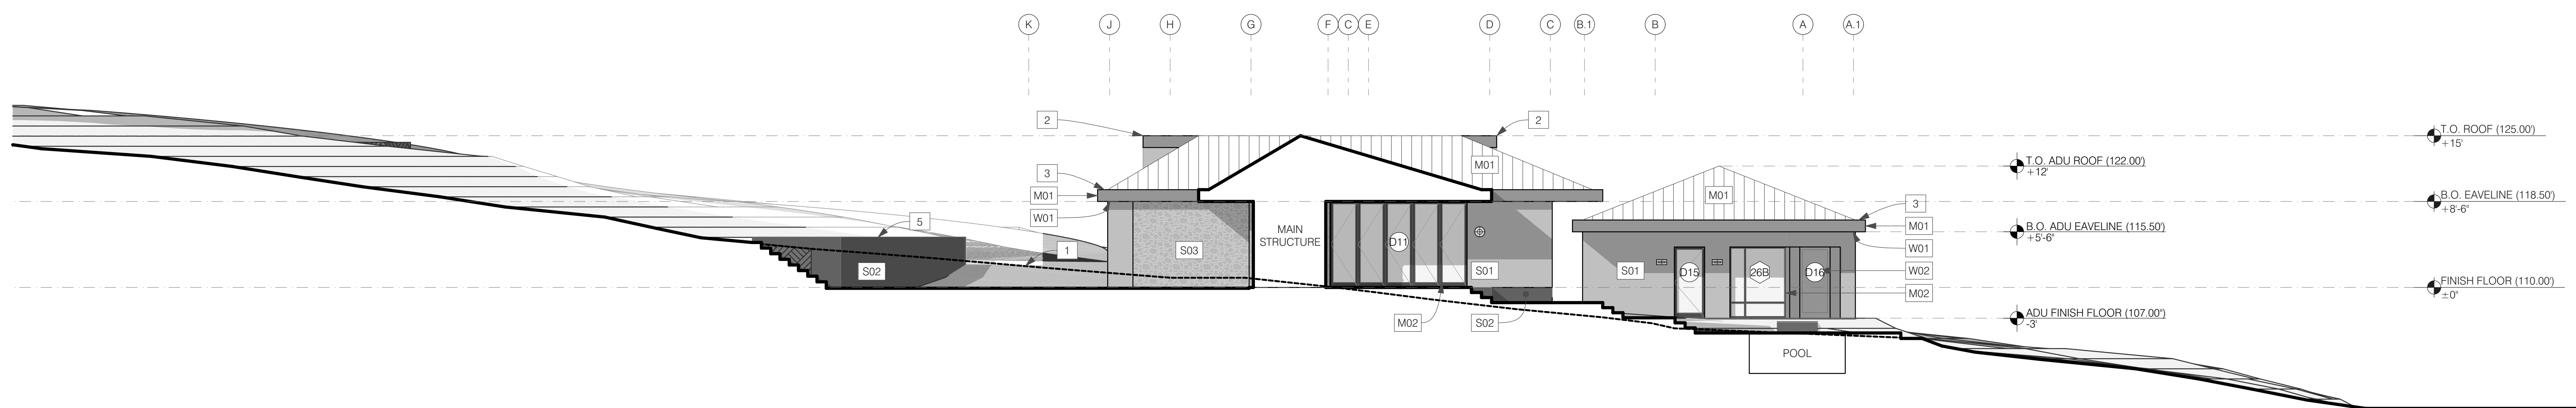 K J H G F C E D C B.1 B A A.1
2 2
T.O. ROOF (125.00')
+15'
T.O. ADU ROOF (122.00')
+12'
M01
3
M01
M01
B.O. EAVELINE (118.50')
+8'-6"
3
W01
5
M01
B.O. ADU EAVELINE (115.50')
+5'-6"
MAIN
STRUCTURE
D11
1
S03
W01
S02
S01
S01
D15
26B
D16
W02
FINISH FLOOR (110.00')
±0"
M02
ADU FINISH FLOOR (107.00")
-3'
M02
S02
POOL